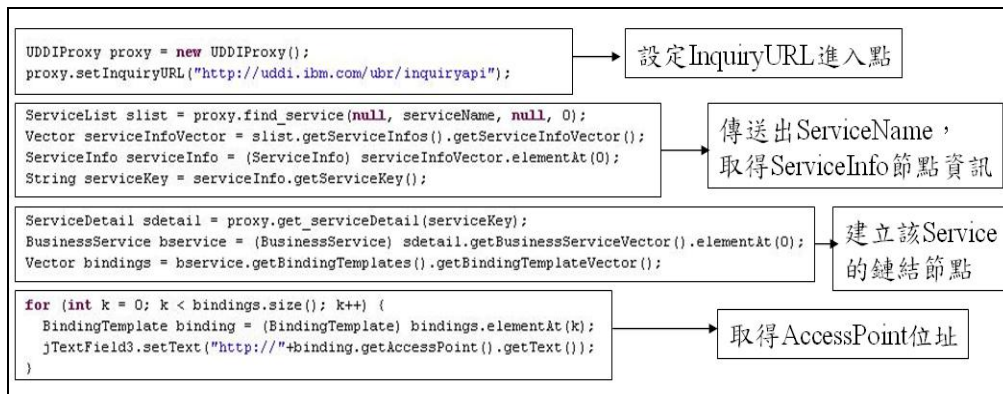 UDDIProxy proxy = new UDDIProxy();
proxy.setInquiryURL("http://uddi.ibm.com/ubr/inquiryapi");
設定InquiryURL進入點
ServiceList slist = proxy.find_service(null, serviceName, null, 0);
Vector serviceInfoVector = slist.getServiceInfos().getServiceInfoVector();
ServiceInfo serviceInfo = (ServiceInfo) serviceInfoVector.elementAt(0);
String serviceKey = serviceInfo.getServiceKey();
傳送出ServiceName，
取得ServiceInfo節點資訊
ServiceDetail sdetail = proxy.get_serviceDetail(serviceKey);
BusinessService bservice = (BusinessService) sdetail.getBusinessServiceVector().elementAt(0);
Vector bindings = bservice.getBindingTemplates().getBindingTemplateVector();
建立該Service
的鏈結節點
for (int k = 0; k < bindings.size(); k++) {
BindingTemplate binding = (BindingTemplate) bindings.elementAt(k);
jTextField3.setText("http://"+binding.getAccessPoint().getText());
}
取得AccessPoint位址